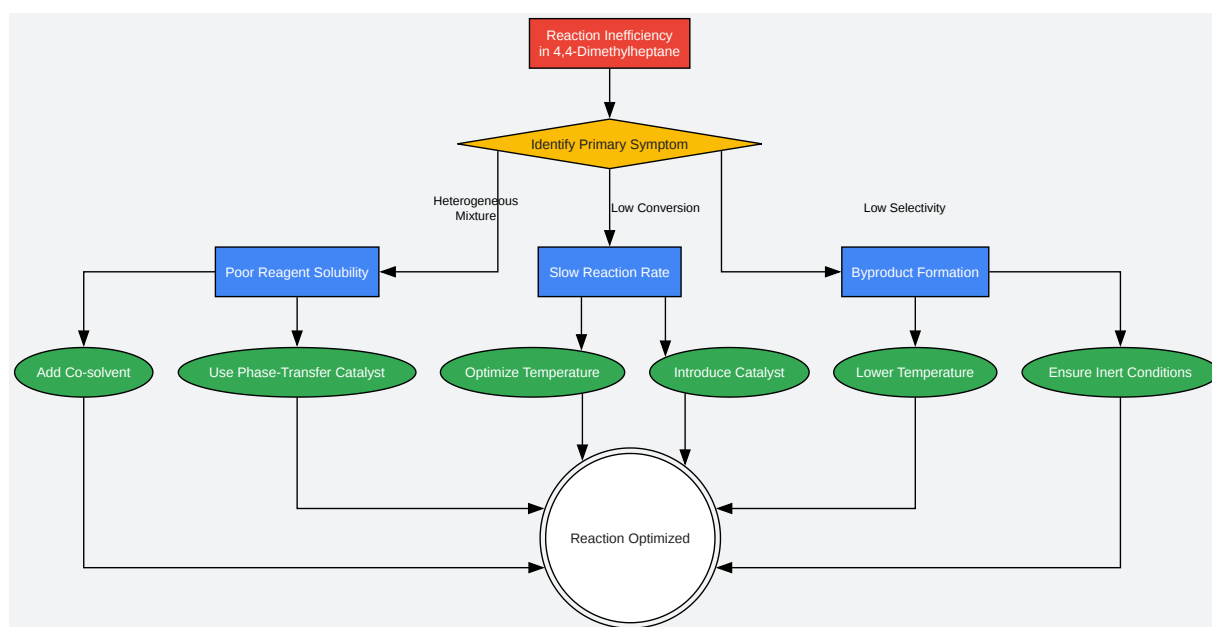 Reaction Inefficiency
in 4,4-Dimethylheptane
Identify Primary Symptom
Heterogeneous
Mixture
Low Conversion
Low Selectivity
Poor Reagent Solubility
Slow Reaction Rate
Byproduct Formation
Add Co-solvent
Use Phase-Transfer Catalyst
Optimize Temperature
Introduce Catalyst
Lower Temperature
Ensure Inert Conditions
Reaction Optimized